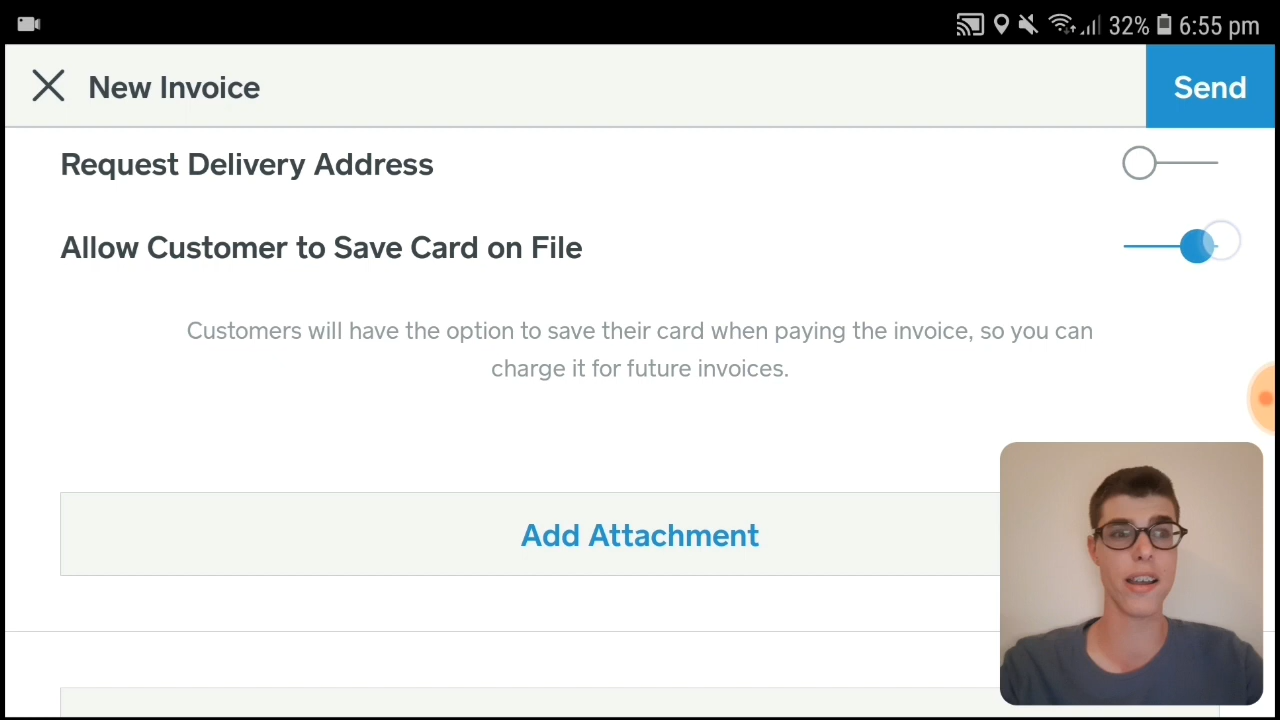 32% 6:55 pm
New Invoice
Send
Request Delivery Address
Allow Customer to Save Card on File
Customers will have the option to save their card when paying the invoice, so you can
charge it for future invoices.
Add Attachment